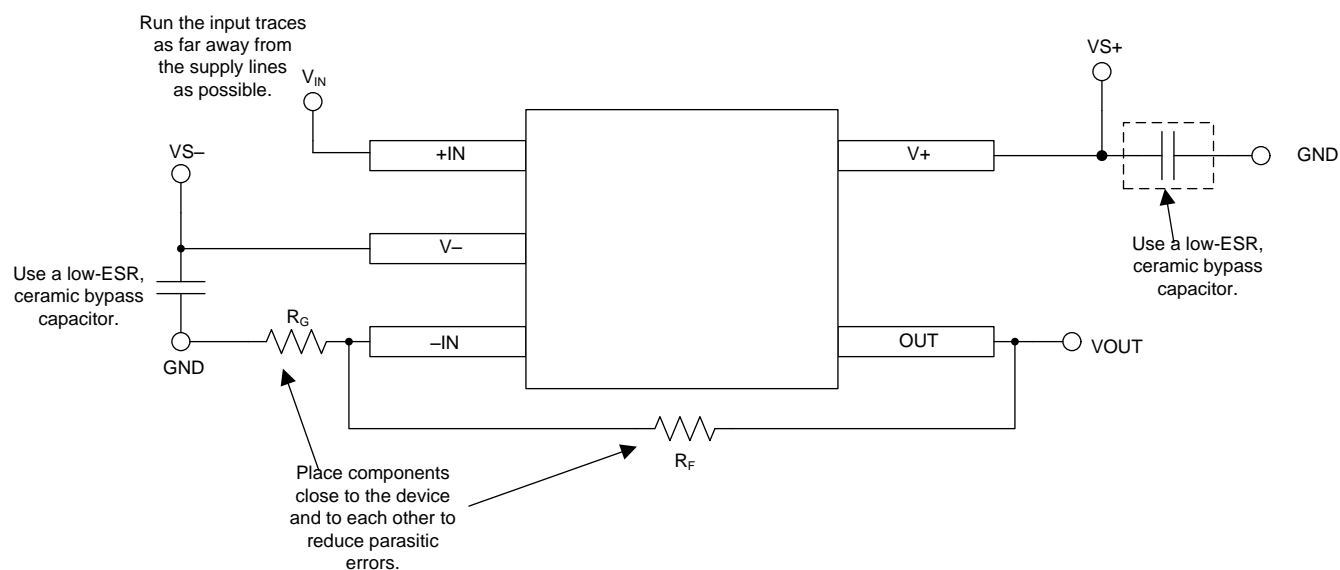 Run the input traces
as far away from
the supply lines
as possible.
VIN
VS+
VS–
+IN
V+
GND
V–
Use a low-ESR,
ceramic bypass
capacitor.
Use a low-ESR,
ceramic bypass
capacitor.
RG
–IN
OUT
VOUT
GND
RF
Place components
close to the device
and to each other to
reduce parasitic
errors.